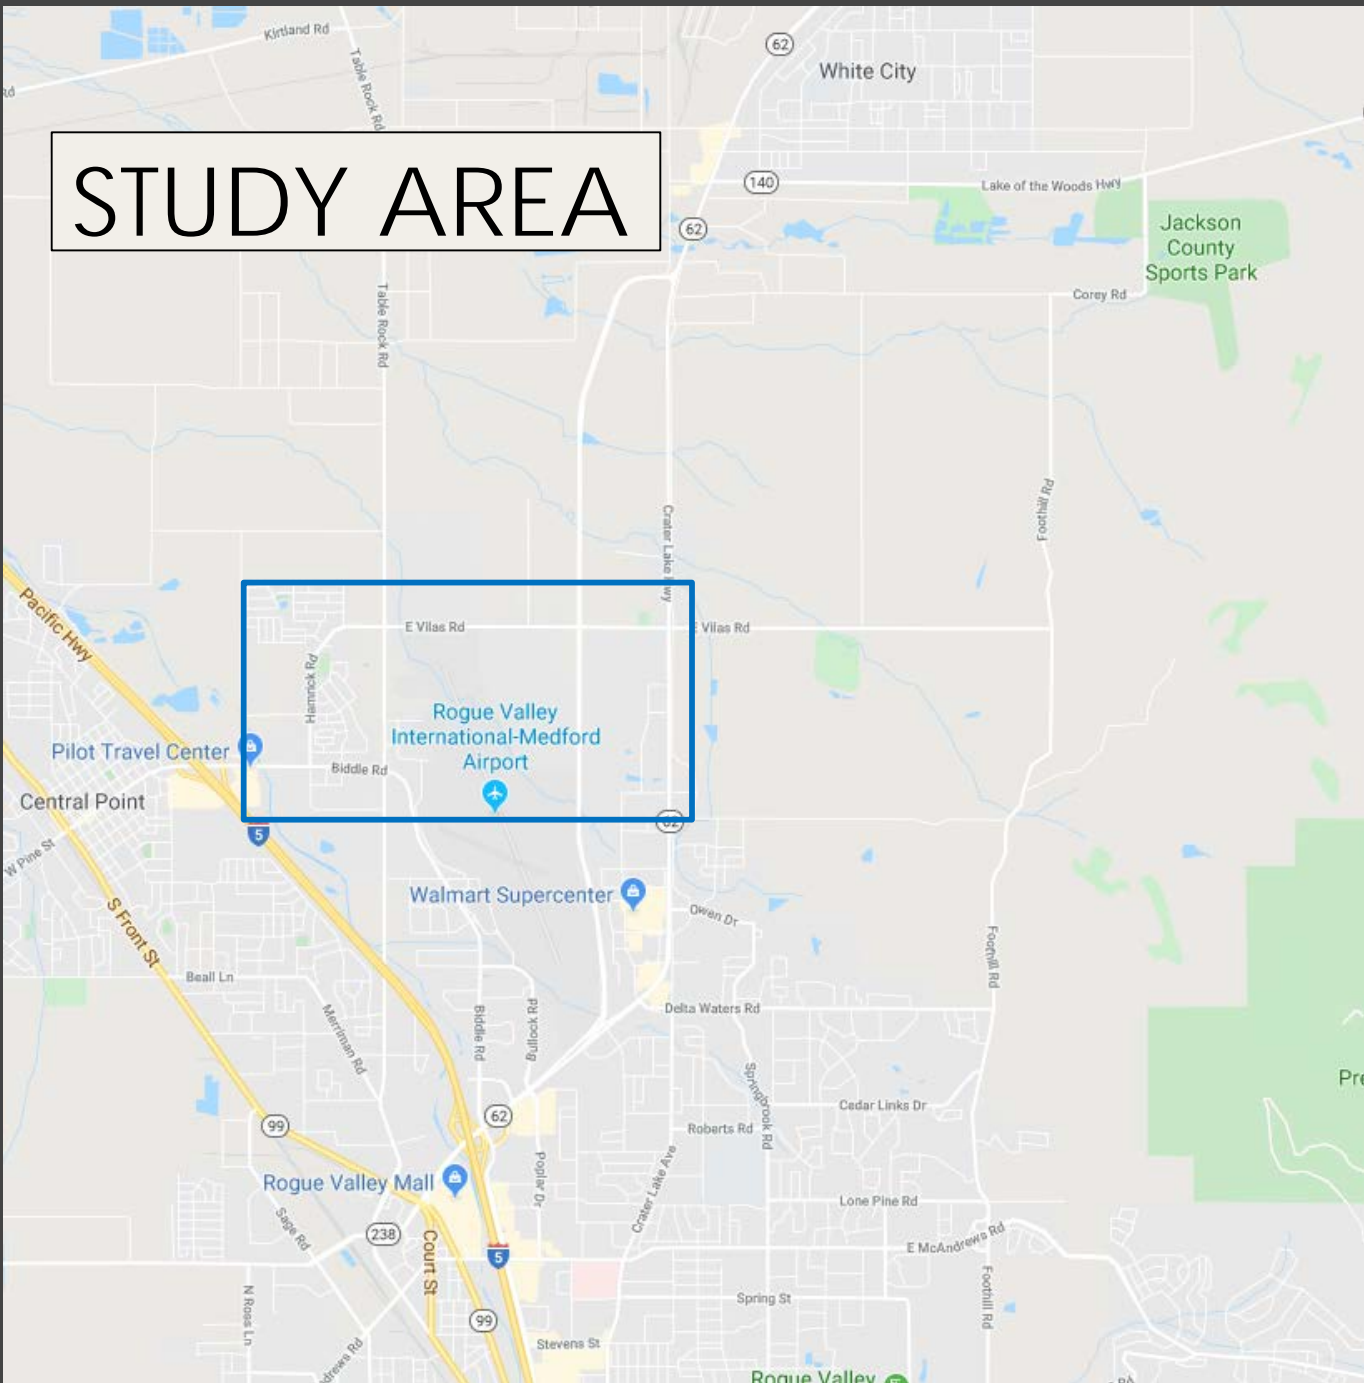 Kirtland Rd
62
White City
Table Rock Rd
Rd
STUDY AREA
140
Lake of the Woods Hwy
62
Jackson
County
Sports Park
Table Rock Rd
Corey Rd
Crater Lake Hwy
Foothill Rd
Pacific Hwy
E Vilas Rd
E Vilas Rd
Hamrick Rd
Rogue Valley
International-Medford
Airport
Pilot Travel Center
Biddle Rd
Central Point
62
5
W Pine St
Walmart Supercenter
S Front St
Owen Dr
Foothill Rd
Beall Ln
Merriman Rd
Biddle Rd
Bullock Rd
Delta Waters Rd
Springbrook Rd
Pre
Cedar Links Dr
99
62
Roberts Rd
Poplar Dr
Crater Lake Ave
Rogue Valley Mall
Lone Pine Rd
Sage Rd
238
Court St
5
E McAndrews Rd
N Ross Ln
Spring St
Foothill Rd
99
Stevens St
drews Rd
Rogue Valley
Rd